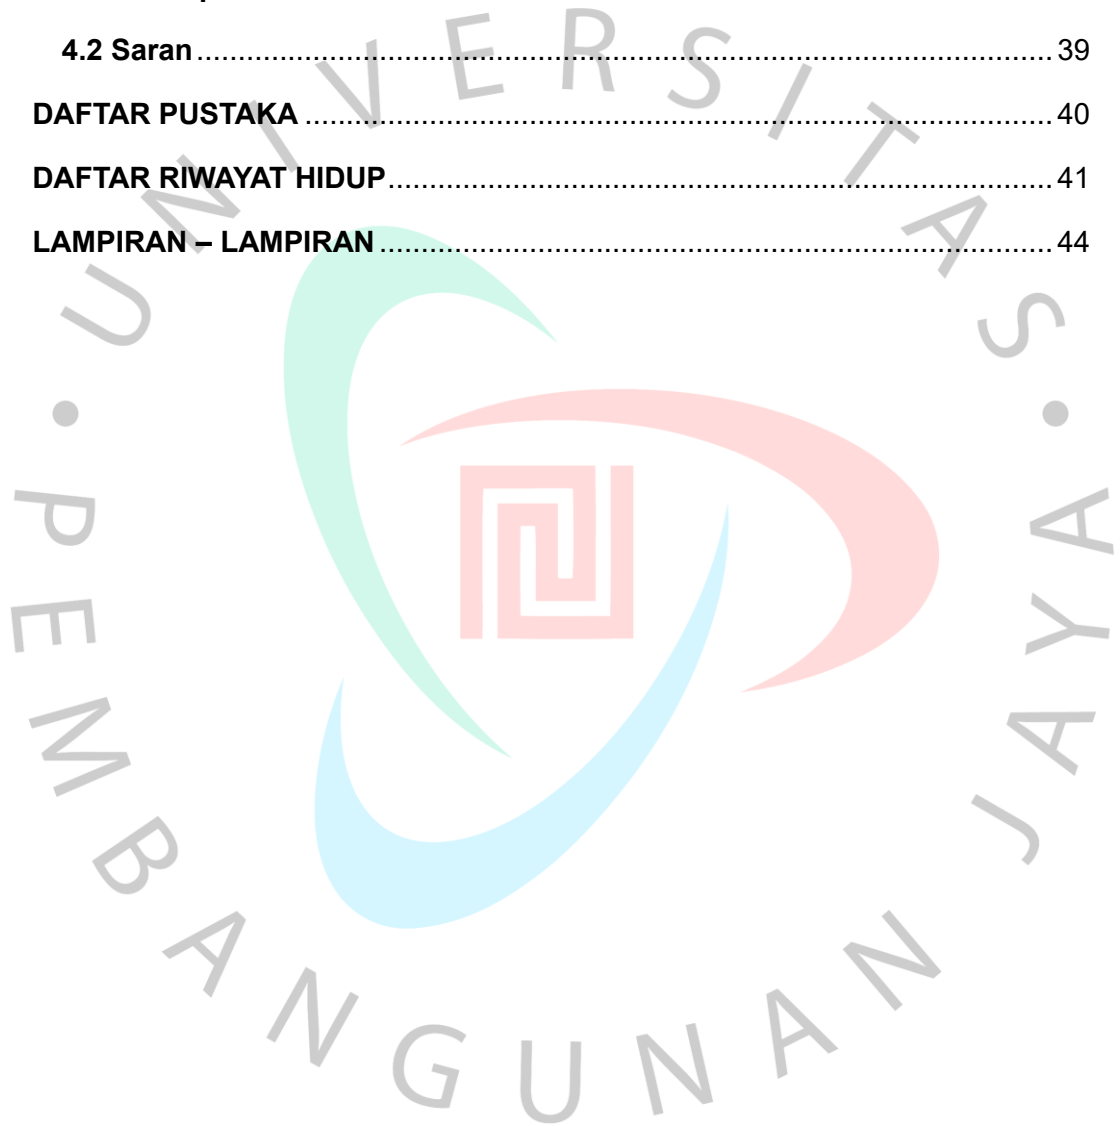 4.2 Saran........................................................................................................ 39
DAFTAR PUSTAKA........................................................................................... 40
DAFTAR RIWAYAT HIDUP................................................................................. 41
LAMPIRAN – LAMPIRAN.................................................................................. 44
UNIVERSITAS
• PEMBANGUNAN JAYA •